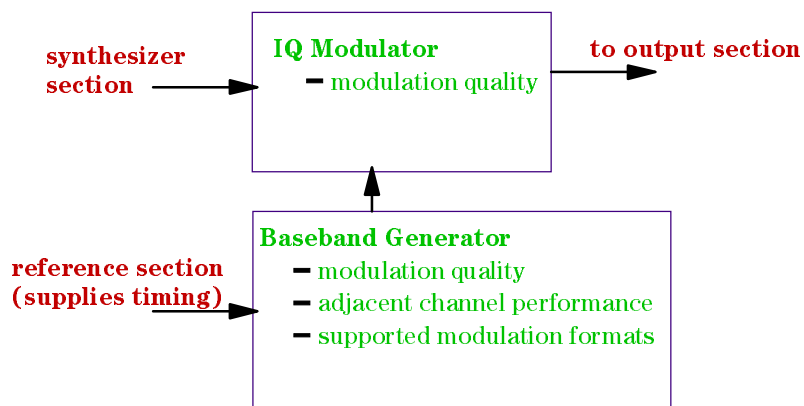 synthesizer
section
IQ Modulator
- modulation quality
to output section
reference section
(supplies timing)
Baseband Generator
- modulation quality
- adjacent channel performance
- supported modulation formats